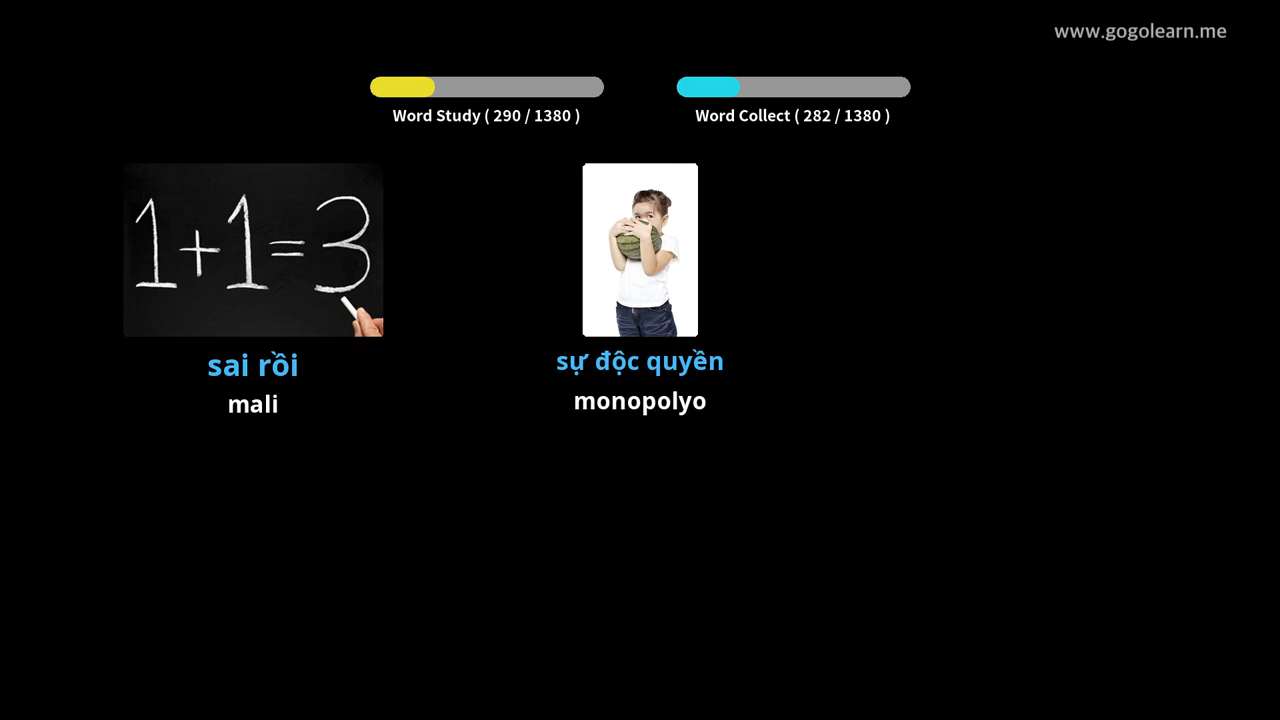 www.gogolearn.me
Word Study ( 290 / 1380 )
Word Collect ( 282 / 1380 )
1+1=3
sai rồi
mali
sự độc quyền
monopolyo